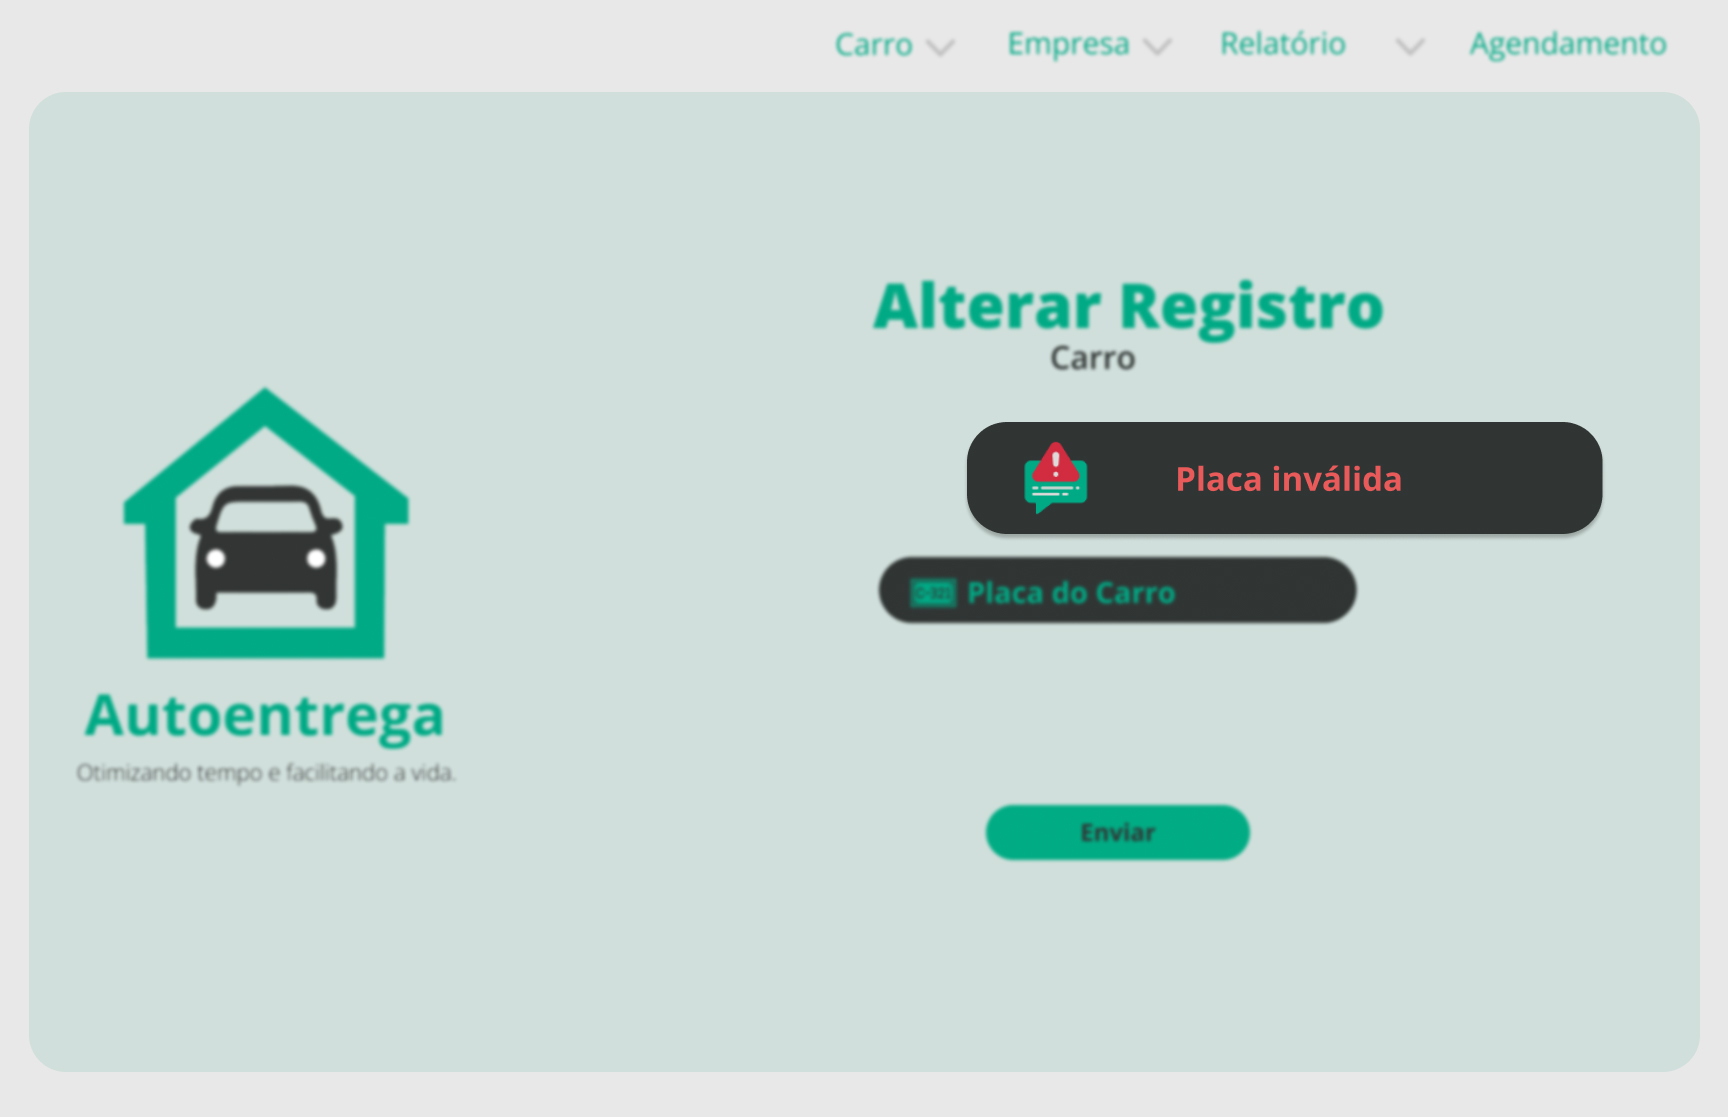 Carro Empresa Relatório Agendamento
Alterar Registro
Carro
Placa inválida
Placa do Carro
Autoentrega
Otimizando tempo e facilitando a vida.
Enviar